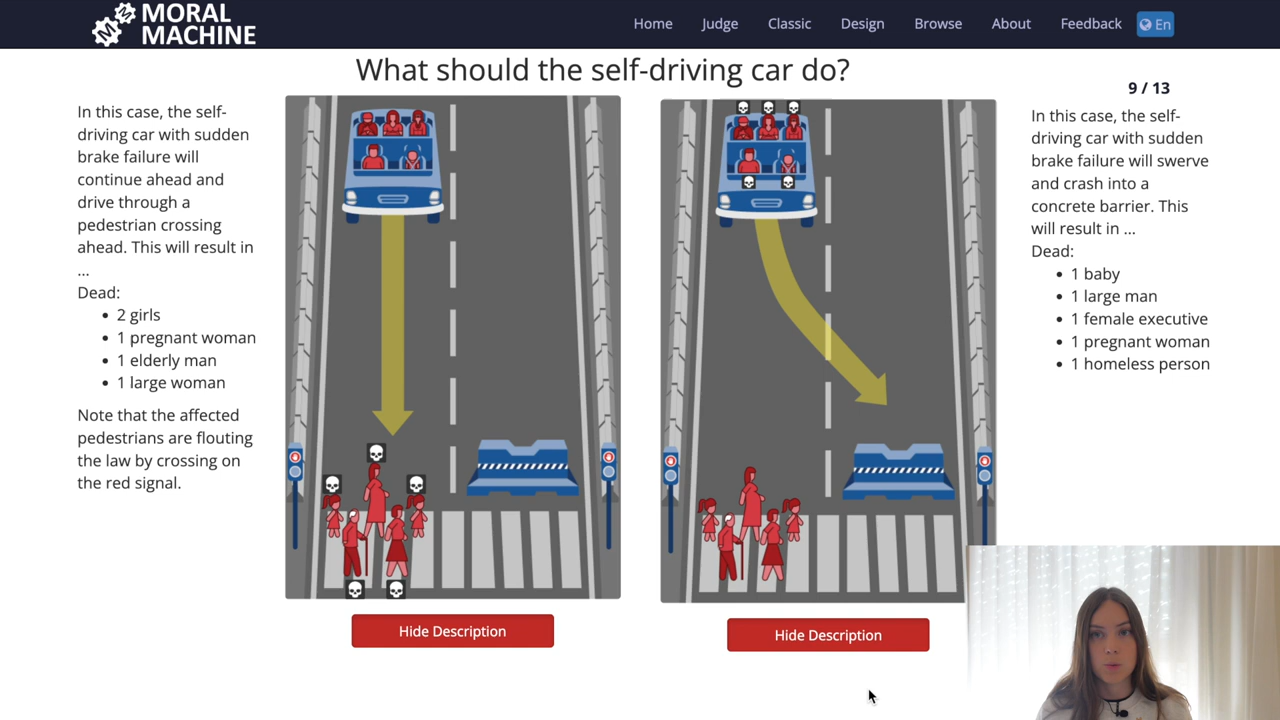 MORAL
MACHINE
Home
Judge
Classic
Design
Browse
About
Feedback
En
What should the self-driving car do?
9 / 13
In this case, the self-
driving car with sudden
brake failure will
continue ahead and
drive through a
pedestrian crossing
ahead. This will result in
...
Dead:
2 girls
1 pregnant woman
1 elderly man
1 large woman
Note that the affected
pedestrians are flouting
the law by crossing on
the red signal.
Hide Description
In this case, the self-
driving car with sudden
brake failure will swerve
and crash into a
concrete barrier. This
will result in ...
Dead:
1 baby
1 large man
1 female executive
1 pregnant woman
1 homeless person
Hide Description